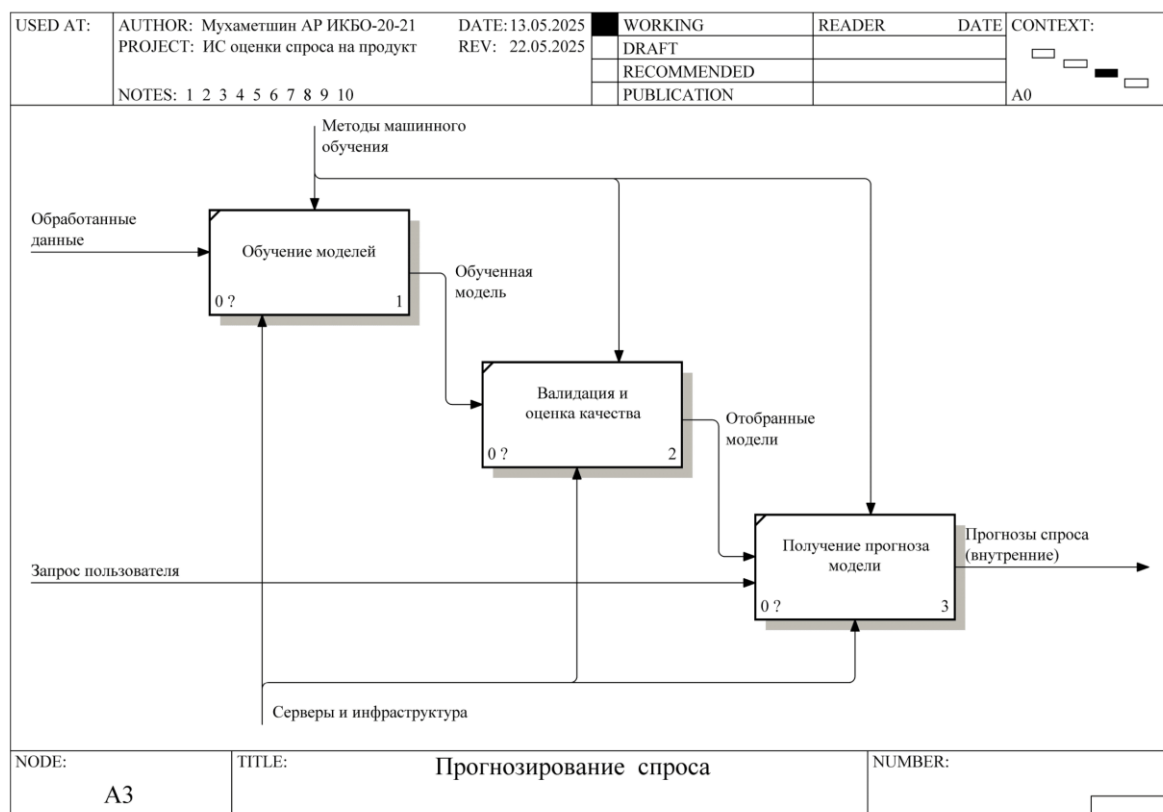 USED AT:
AUTHOR: Мухаметшин АР ИКБО-20-21
DATE: 13.05.2025
PROJECT: ИС оценки спроса на продукт
REV: 22.05.2025
NOTES: 1 2 3 4 5 6 7 8 9 10
WORKING
DRAFT
RECOMMENDED
PUBLICATION
READER
DATE
CONTEXT:
A0
Методы машинного
обучения
Обработанные
данные
Обучение моделей
0 ?
1
Обученная
модель
Валидация и
оценка качества
0 ?
2
Отобранные
модели
Получение прогноза
модели
0 ?
3
Прогнозы спроса
(внутренние)
Запрос пользователя
Серверы и инфраструктура
NODE:
A3
TITLE:
Прогнозирование спроса
NUMBER: